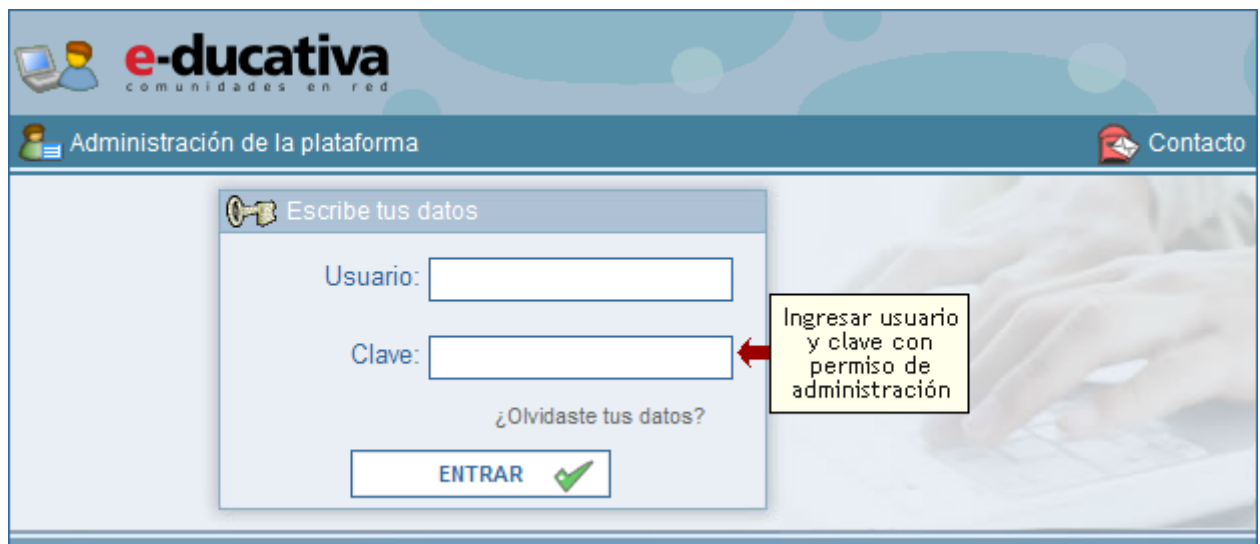 e-ducativa
comunidades en red
Administración de la plataforma
Contacto
Escribe tus datos
Usuario:
Clave:
Ingresar usuario
y clave con
permiso de
administración
¿Olvidaste tus datos?
ENTRAR